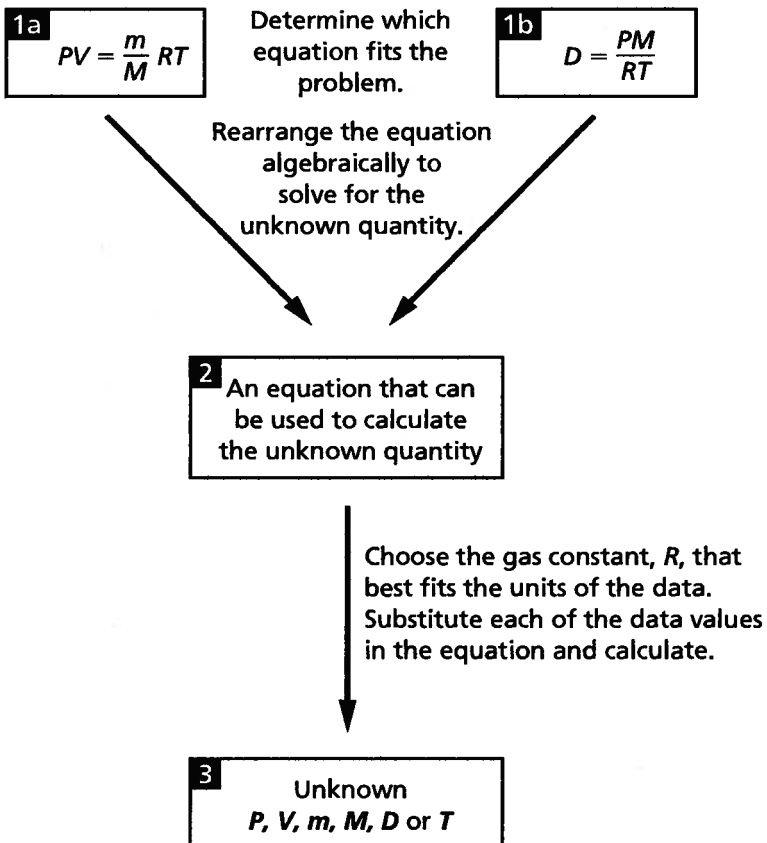 1a
PV = m/M RT
Determine which
equation fits the
problem.
1b
D = PM/RT
Rearrange the equation
algebraically to
solve for the
unknown quantity.
2
An equation that can
be used to calculate
the unknown quantity
Choose the gas constant, R, that
best fits the units of the data.
Substitute each of the data values
in the equation and calculate.
3
Unknown
P, V, m, M, D or T